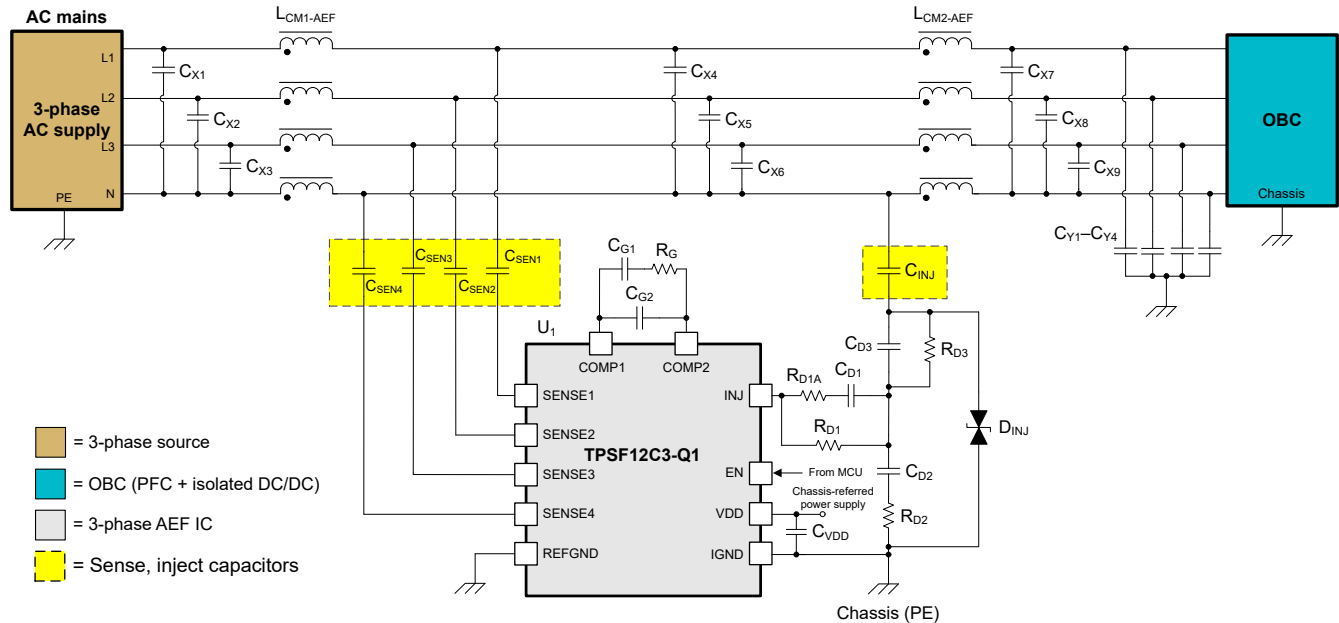 AC mains
L_CM1-AEF
L_CM2-AEF
L1
C_X1
C_X4
C_X7
L2
3-phase
AC supply
C_X2
C_X5
C_X8
OBC
L3
C_X3
C_X6
C_X9
N
PE
Chassis
C_SEN4
C_SEN3
C_SEN2
C_SEN1
C_G1
R_G
C_G2
C_INJ
C_Y1–C_Y4
U_1
COMP1
COMP2
C_D3
R_D3
R_D1A
C_D1
SENSE1
INJ
R_D1
D_INJ
SENSE2
TPSF12C3-Q1
SENSE3
EN
From MCU
C_D2
Chassis-referred
power supply
SENSE4
VDD
C_VDD
R_D2
REFGND
IGND
Chassis (PE)
= 3-phase source
= OBC (PFC + isolated DC/DC)
= 3-phase AEF IC
= Sense, inject capacitors